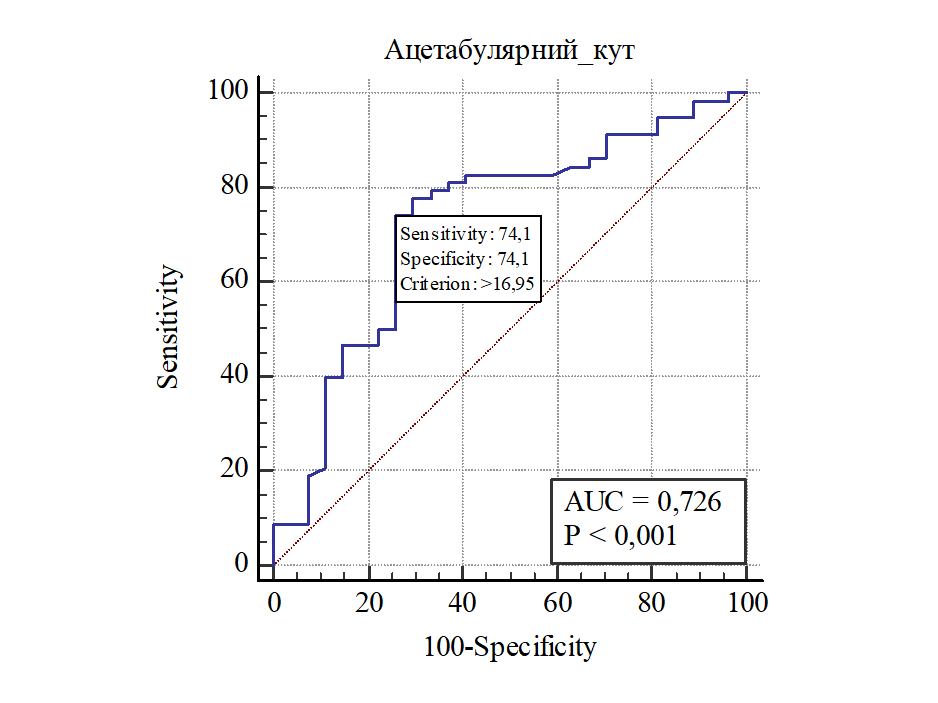 Ацетабулярний_кут
100
80
60
40
20
0
Sensitivity
Sensitivity: 74,1
Specificity: 74,1
Criterion: >16,95
AUC = 0,726
P < 0,001
0 20 40 60 80 100
100-Specificity